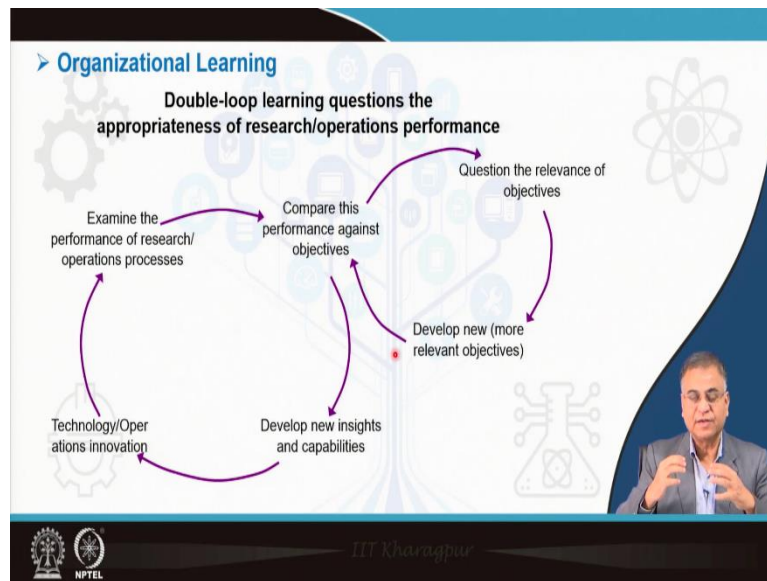 ➢ Organizational Learning
Double-loop learning questions the
appropriateness of research/operations performance
Question the relevance of
objectives
Compare this
performance against
objectives
Examine the
performance of research/
operations processes
Develop new (more
relevant objectives)
Technology/Oper
ations innovation
Develop new insights
and capabilities
IIT Kharagpur
NPTEL